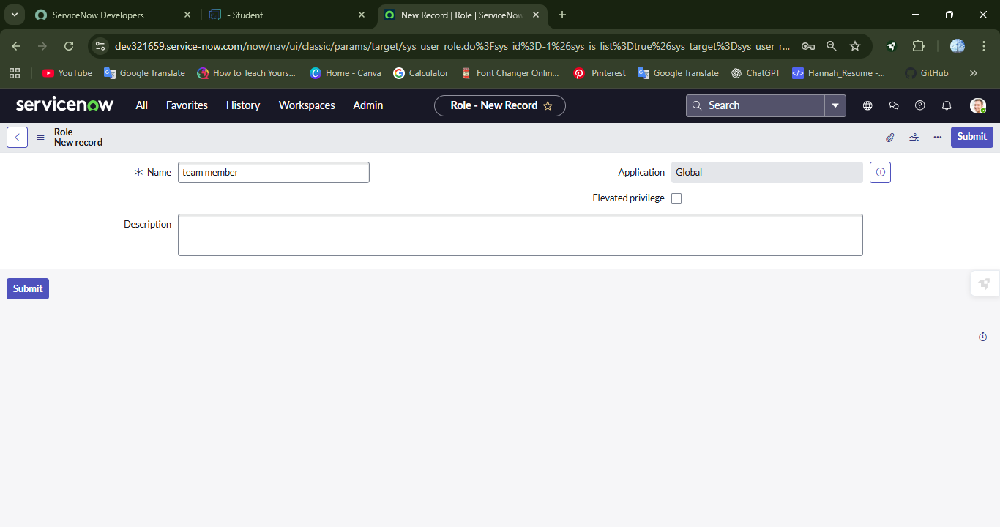 ServiceNow Developers
- Student
New Record | Role | ServiceNow
dev321659.service-now.com/now/nav/ui/classic/params/target/sys_user_role.do%3Fsys_id%3D-1%26sys_is_list%3Dtrue%26sys_target%3Dsys_user_r...
YouTube Google Translate How to Teach Yours... Home - Canva Calculator Font Changer Onlin... Pinterest Google Translate ChatGPT Hannah_Resume -... GitHub
servicenow All Favorites History Workspaces Admin Role - New Record Search
Role
New record
Submit
Name team member Application Global
Elevated privilege
Description
Submit